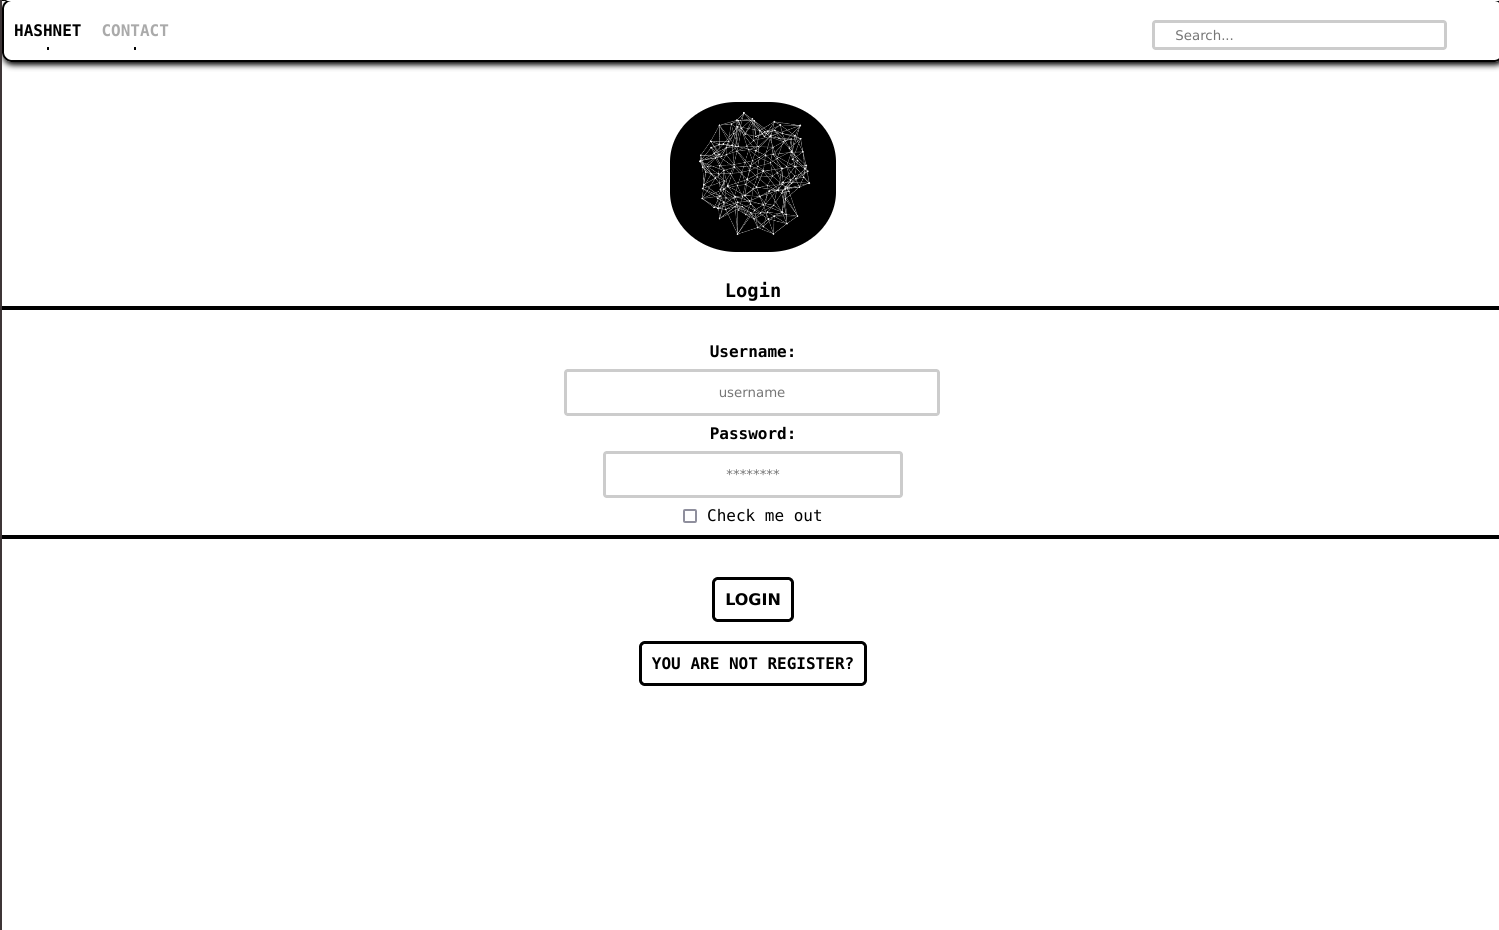 HASHNET CONTACT Search...
Login
Username:
username
Password:
********
Check me out
LOGIN
YOU ARE NOT REGISTER?